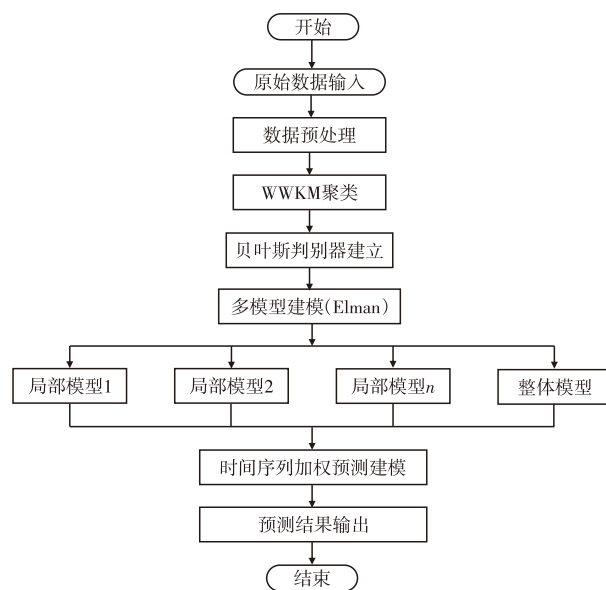 开始
原始数据输入
数据预处理
WWKM聚类
贝叶斯判别器建立
多模型建模(Elman)
局部模型1
局部模型2
局部模型n
整体模型
时间序列加权预测建模
预测结果输出
结束